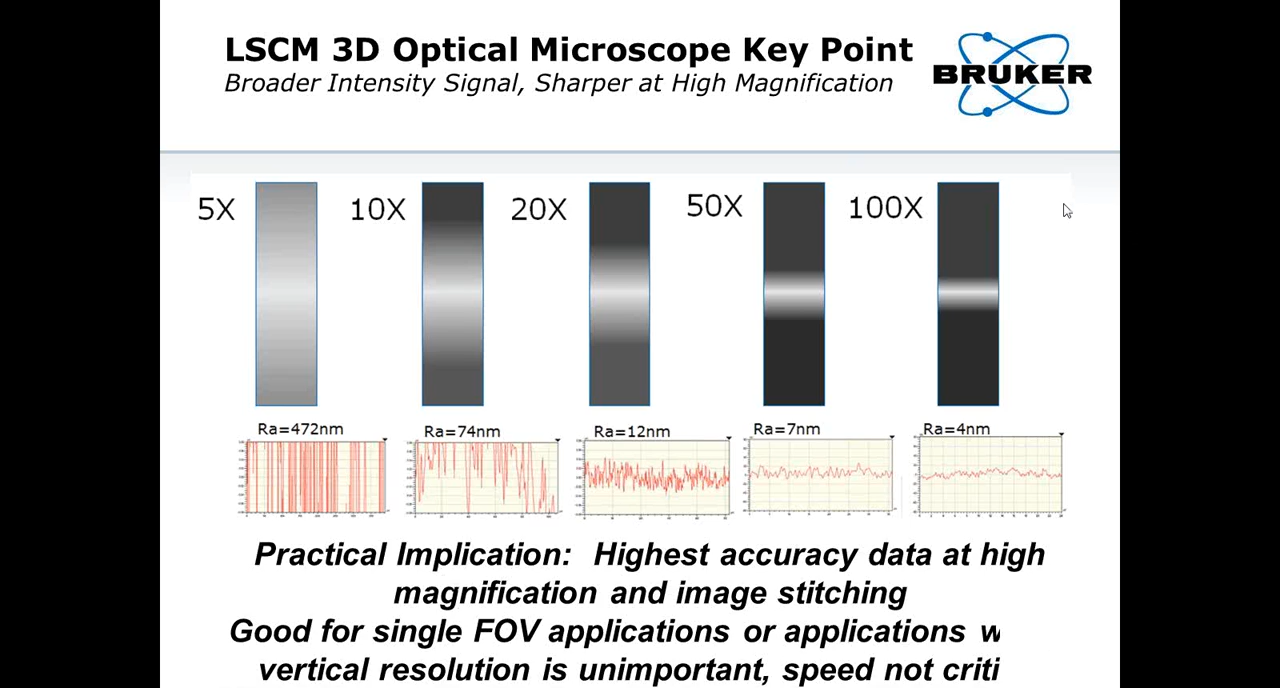 LSCM 3D Optical Microscope Key Point
Broader Intensity Signal, Sharper at High Magnification
BRUKER
5X 10X 20X 50X 100X
Ra=472nm Ra=74nm Ra=12nm Ra=7nm Ra=4nm
Practical Implication: Highest accuracy data at high
magnification and image stitching
Good for single FOV applications or applications w
vertical resolution is unimportant, speed not criti